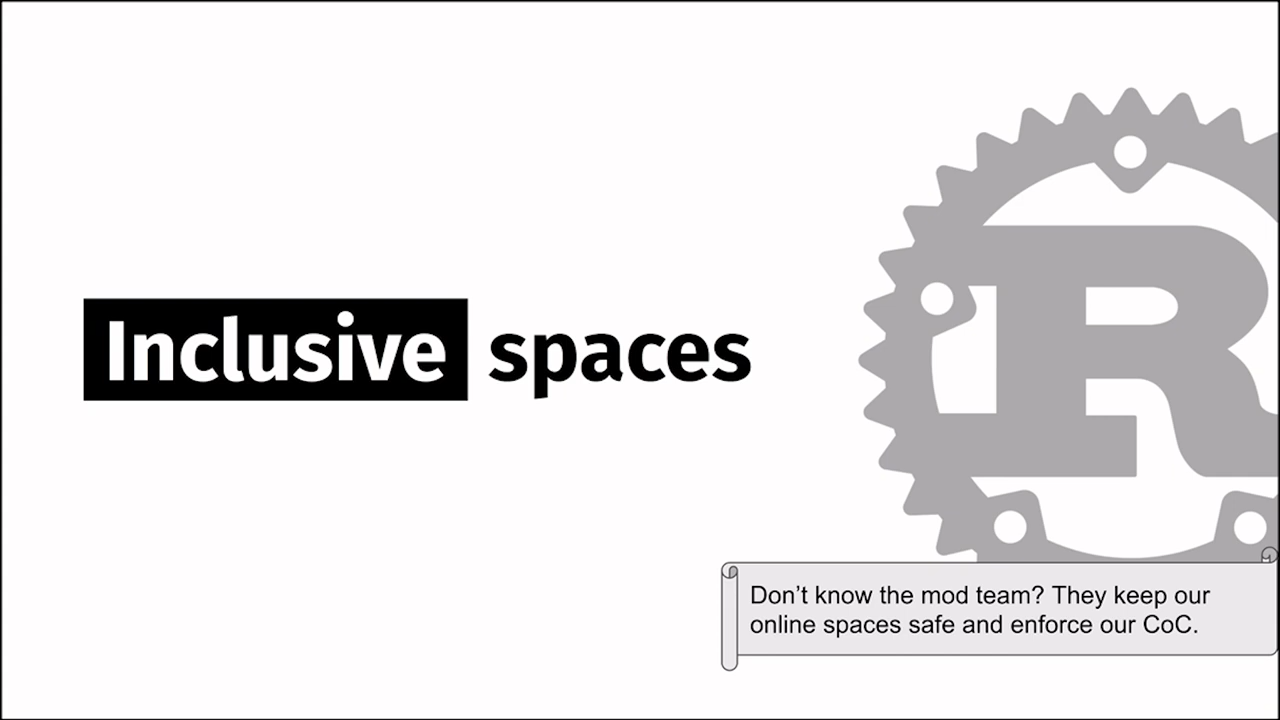 Inclusive spaces
R
Don’t know the mod team? They keep our
online spaces safe and enforce our CoC.